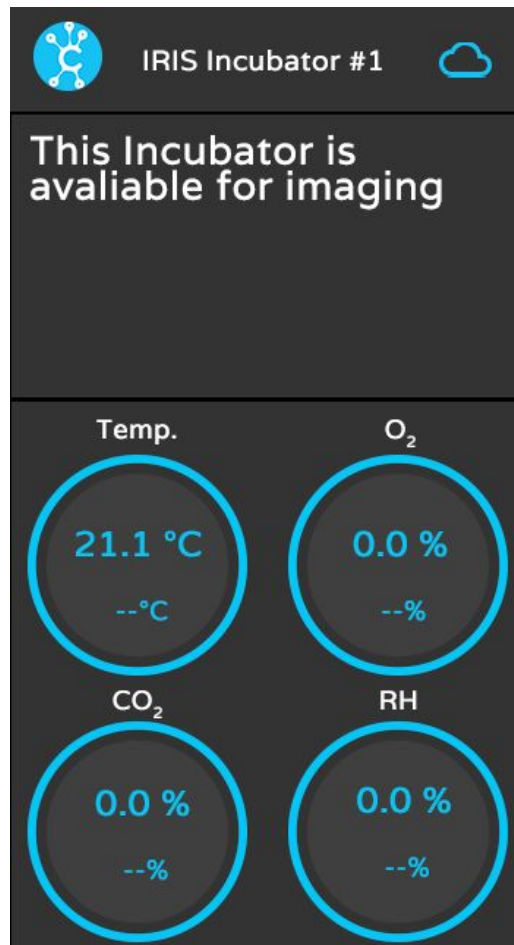 IRIS Incubator #1
This Incubator is
avaliable for imaging
Temp.
O₂
21.1 °C
0.0 %
--°C
--%
CO₂
RH
0.0 %
0.0 %
--%
--%